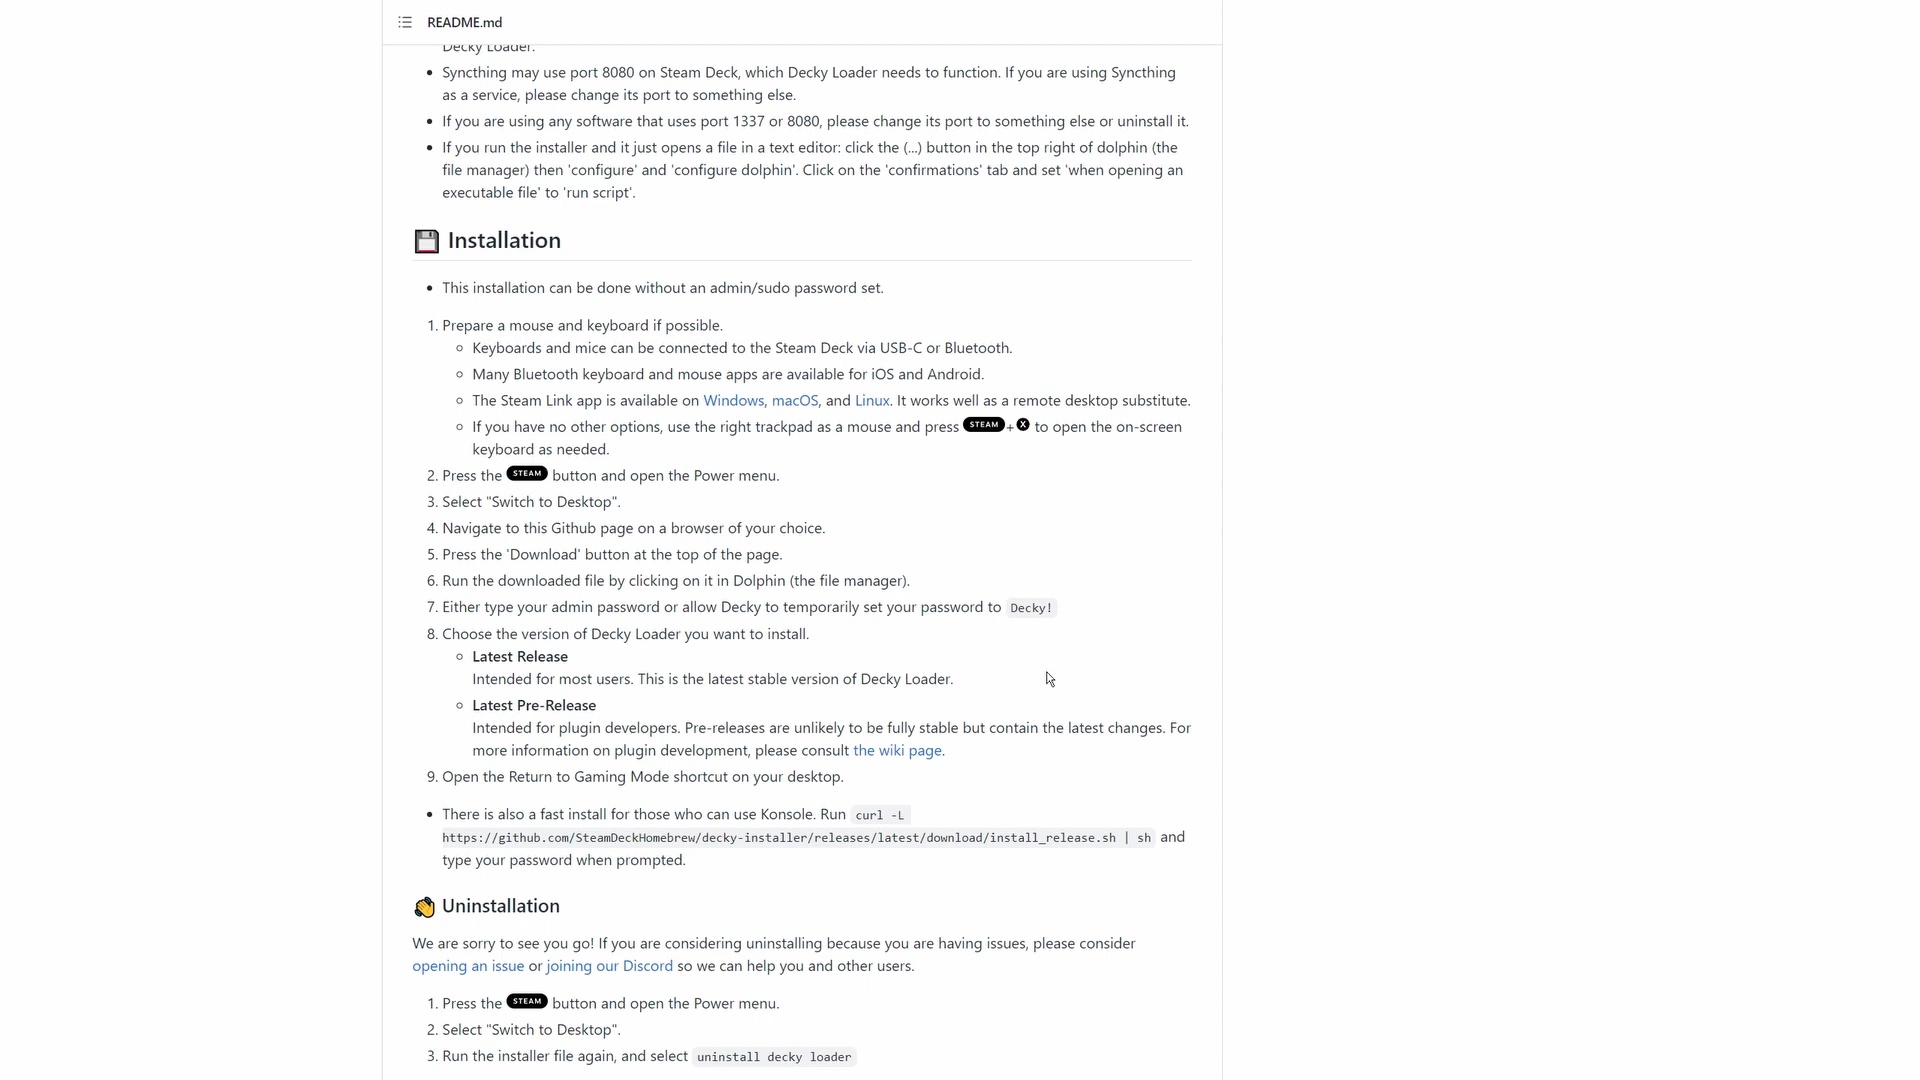 README.md
Decky Loader.
• Syncthing may use port 8080 on Steam Deck, which Decky Loader needs to function. If you are using Syncthing
as a service, please change its port to something else.
• If you are using any software that uses port 1337 or 8080, please change its port to something else or uninstall it.
• If you run the installer and it just opens a file in a text editor: click the (...) button in the top right of dolphin (the
file manager) then 'configure' and 'configure dolphin'. Click on the 'confirmations' tab and set 'when opening an
executable file' to 'run script'.
💾 Installation
• This installation can be done without an admin/sudo password set.
1. Prepare a mouse and keyboard if possible.
◦ Keyboards and mice can be connected to the Steam Deck via USB-C or Bluetooth.
◦ Many Bluetooth keyboard and mouse apps are available for iOS and Android.
◦ The Steam Link app is available on Windows, macOS, and Linux. It works well as a remote desktop substitute.
◦ If you have no other options, use the right trackpad as a mouse and press STEAM+X to open the on-screen
keyboard as needed.
2. Press the STEAM button and open the Power menu.
3. Select "Switch to Desktop".
4. Navigate to this Github page on a browser of your choice.
5. Press the 'Download' button at the top of the page.
6. Run the downloaded file by clicking on it in Dolphin (the file manager).
7. Either type your admin password or allow Decky to temporarily set your password to Decky!
8. Choose the version of Decky Loader you want to install.
◦ Latest Release
Intended for most users. This is the latest stable version of Decky Loader.
◦ Latest Pre-Release
Intended for plugin developers. Pre-releases are unlikely to be fully stable but contain the latest changes. For
more information on plugin development, please consult the wiki page.
9. Open the Return to Gaming Mode shortcut on your desktop.
• There is also a fast install for those who can use Konsole. Run curl -L
https://github.com/SteamDeckHomebrew/decky-installer/releases/latest/download/install_release.sh | sh and
type your password when prompted.
👋 Uninstallation
We are sorry to see you go! If you are considering uninstalling because you are having issues, please consider
opening an issue or joining our Discord so we can help you and other users.
1. Press the STEAM button and open the Power menu.
2. Select "Switch to Desktop".
3. Run the installer file again, and select uninstall decky loader